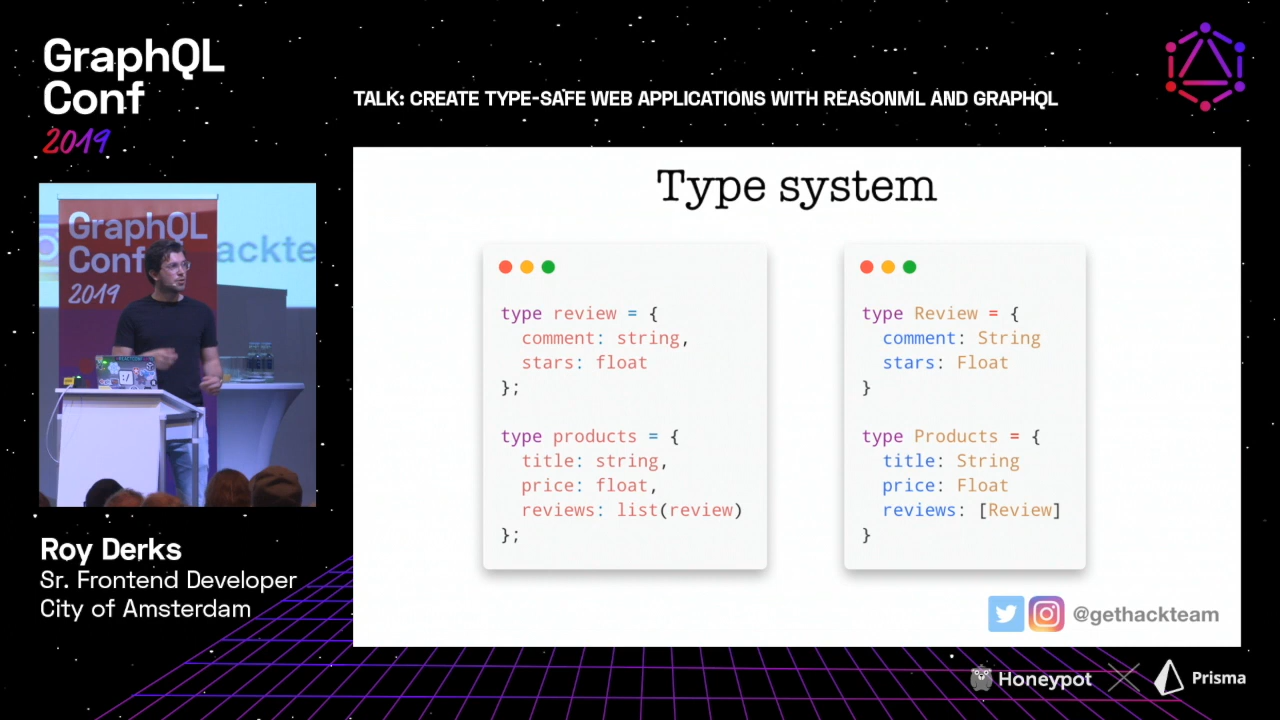 GraphQL
Conf
2019
TALK: CREATE TYPE-SAFE WEB APPLICATIONS WITH REASONML AND GRAPHQL
GraphQL
Conf
2019
hackte
Roy Derks
Sr. Frontend Developer
City of Amsterdam
Type system
type review = {
comment: string,
stars: float
};
type products = {
title: string,
price: float,
reviews: list(review)
};
type Review = {
comment: String
stars: Float
}
type Products = {
title: String
price: Float
reviews: [Review]
}
@gethackteam
Honeypot
Prisma